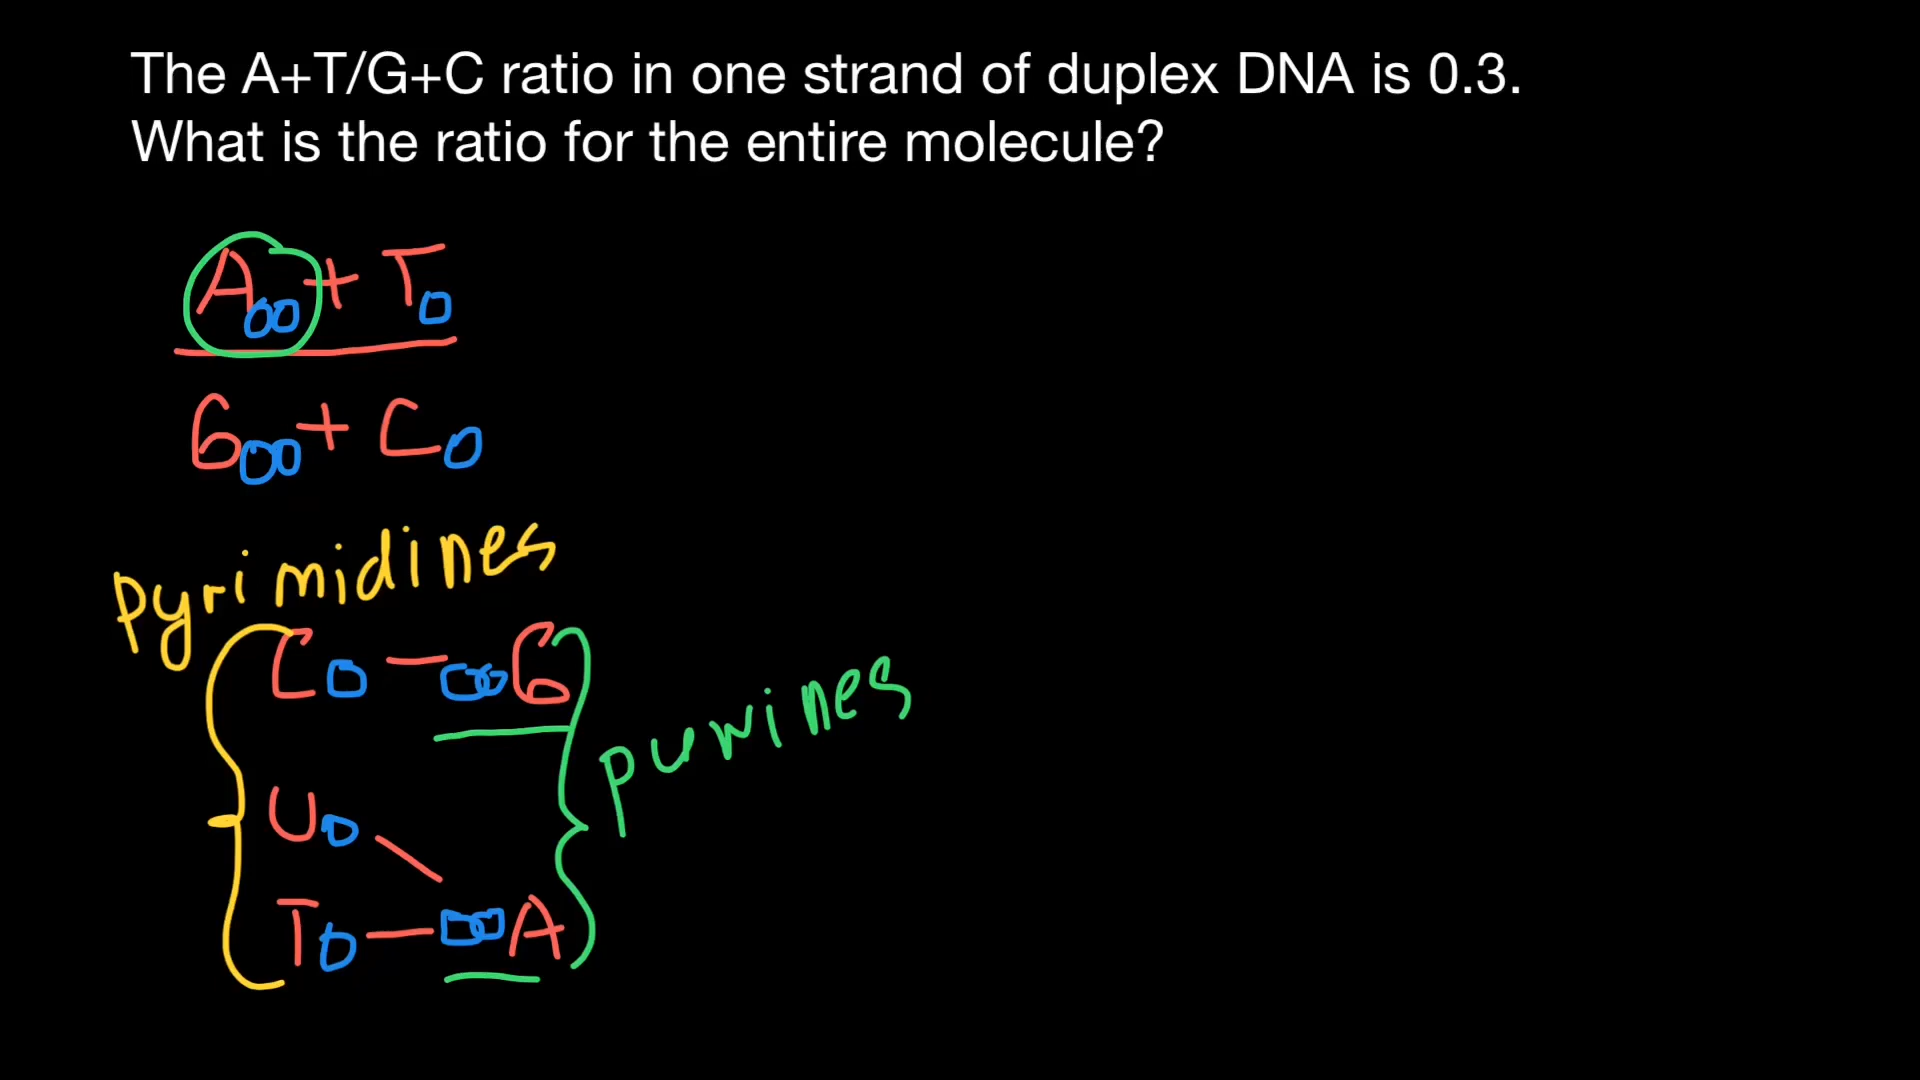 The A+T/G+C ratio in one strand of duplex DNA is 0.3.
What is the ratio for the entire molecule?
A + T
G + C
Pyrimidines
C — G
purines
U
T — A